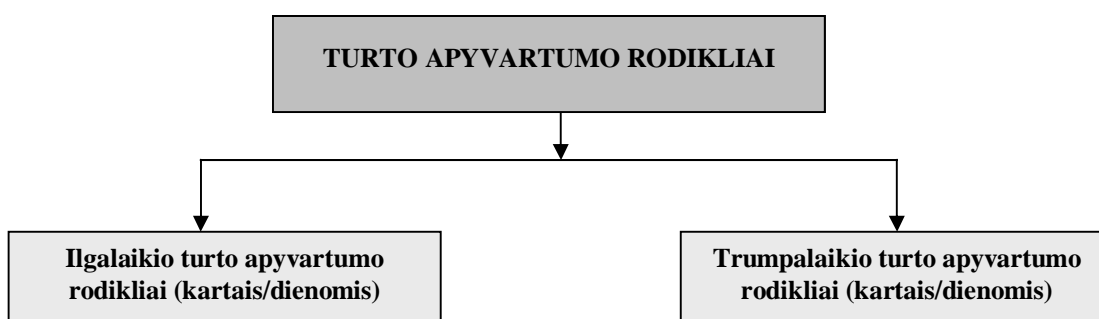 TURTO APYVARTUMO RODIKLIAI
Ilgalaikio turto apyvartumo
rodikliai (kartais/dienomis)
Trumpalaikio turto apyvartumo
rodikliai (kartais/dienomis)